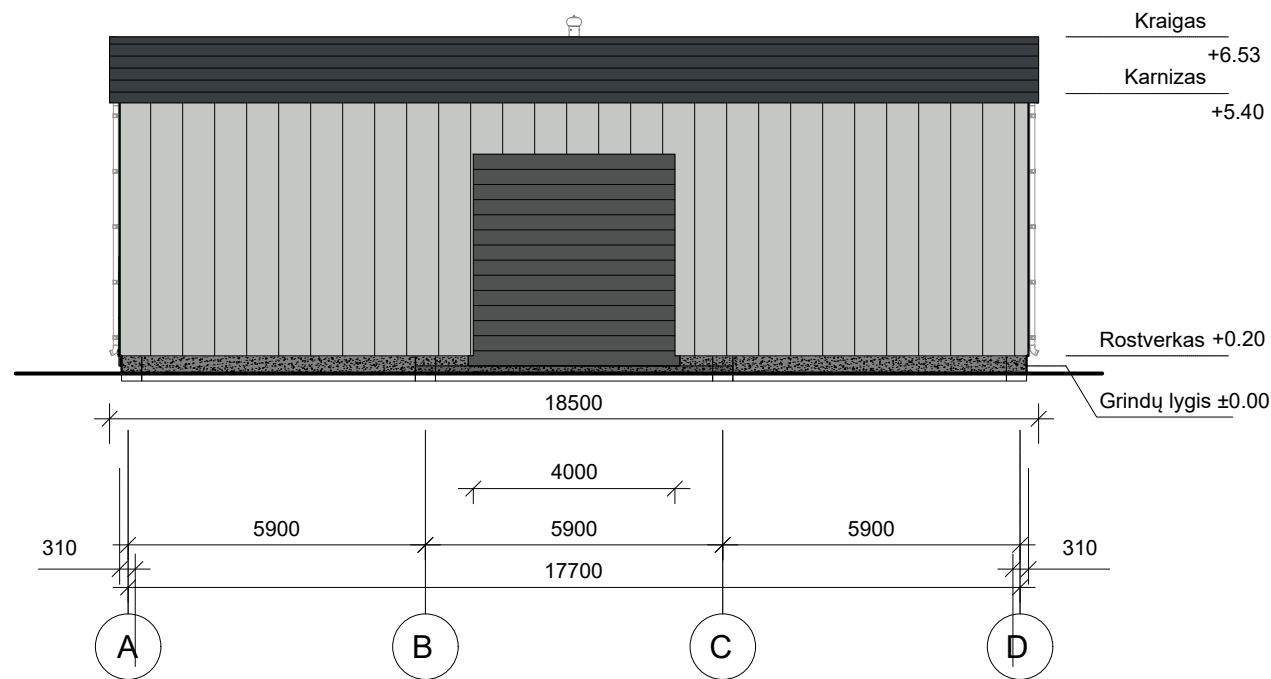 Kraigas
+6.53
Karnizas
+5.40
Rostverkas +0.20
Grindų lygis ±0.00
18500
4000
5900 5900 5900
310 310
17700
A B C D